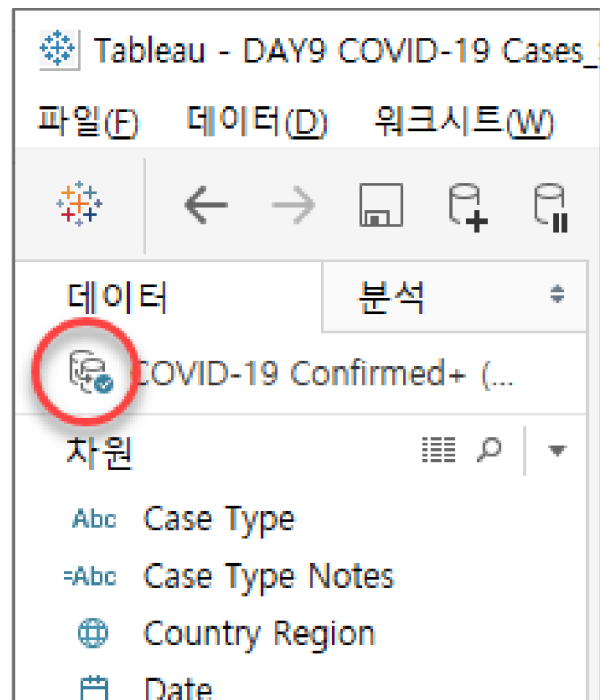 Tableau - DAY9 COVID-19 Cases_
파일(F) 데이터(D) 워크시트(W)
데이터 분석
COVID-19 Confirmed+ (...
차원
Abc Case Type
=Abc Case Type Notes
Country Region
Date